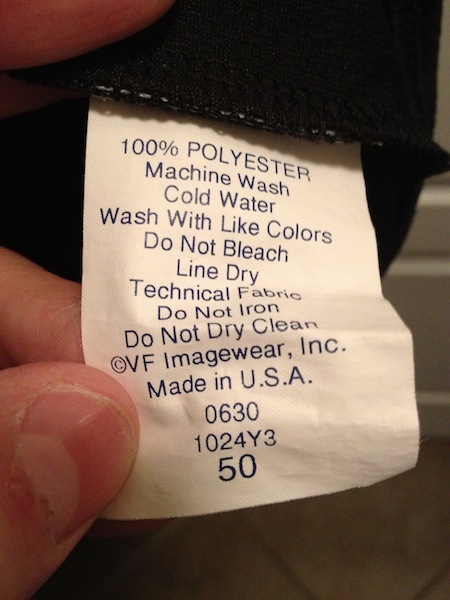 100% POLYESTER
Machine Wash
Cold Water
Wash With Like Colors
Do Not Bleach
Line Dry
Technical Fabric
Do Not Iron
Do Not Dry Clean
©VF Imagewear, Inc.
Made in U.S.A.
0630
1024Y3
50